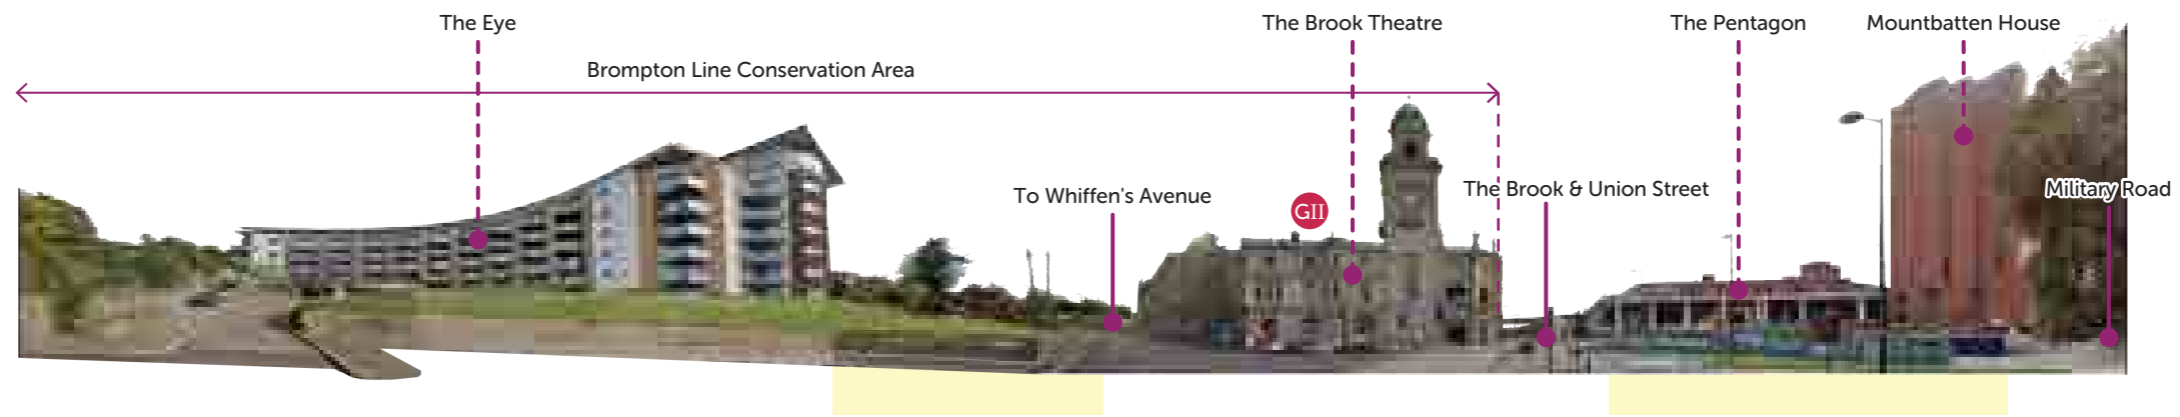 The Eye
The Brook Theatre
The Pentagon
Mountbatten House
Brompton Line Conservation Area
To Whiffen's Avenue
GII
The Brook & Union Street
Military Road